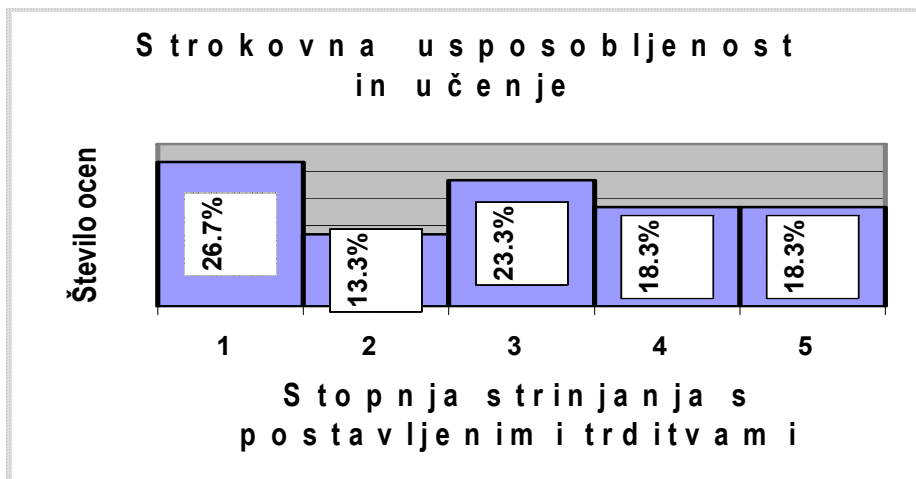 Strokovna usposobljenost
in učenje
Število ocen
26.7%
13.3%
23.3%
18.3%
18.3%
1 2 3 4 5
Stopnja strinjanja s
postavljenimi trditvami